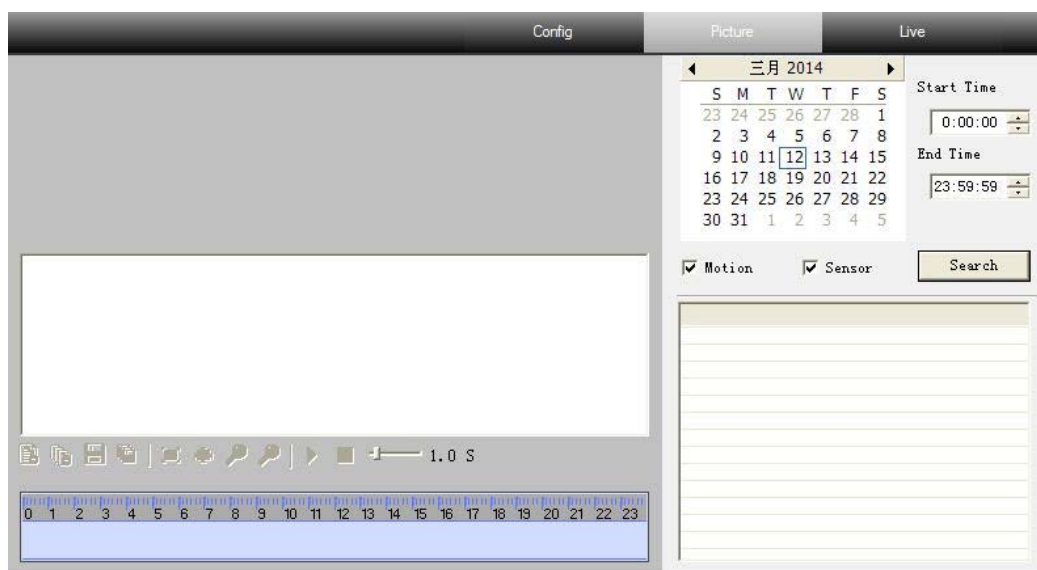 Config Picture Live
三月 2014
S M T W T F S
23 24 25 26 27 28 1
2 3 4 5 6 7 8
9 10 11 12 13 14 15
16 17 18 19 20 21 22
23 24 25 26 27 28 29
30 31 1 2 3 4 5
Start Time
0:00:00
End Time
23:59:59
Motion Sensor Search
1.0 S
0 1 2 3 4 5 6 7 8 9 10 11 12 13 14 15 16 17 18 19 20 21 22 23